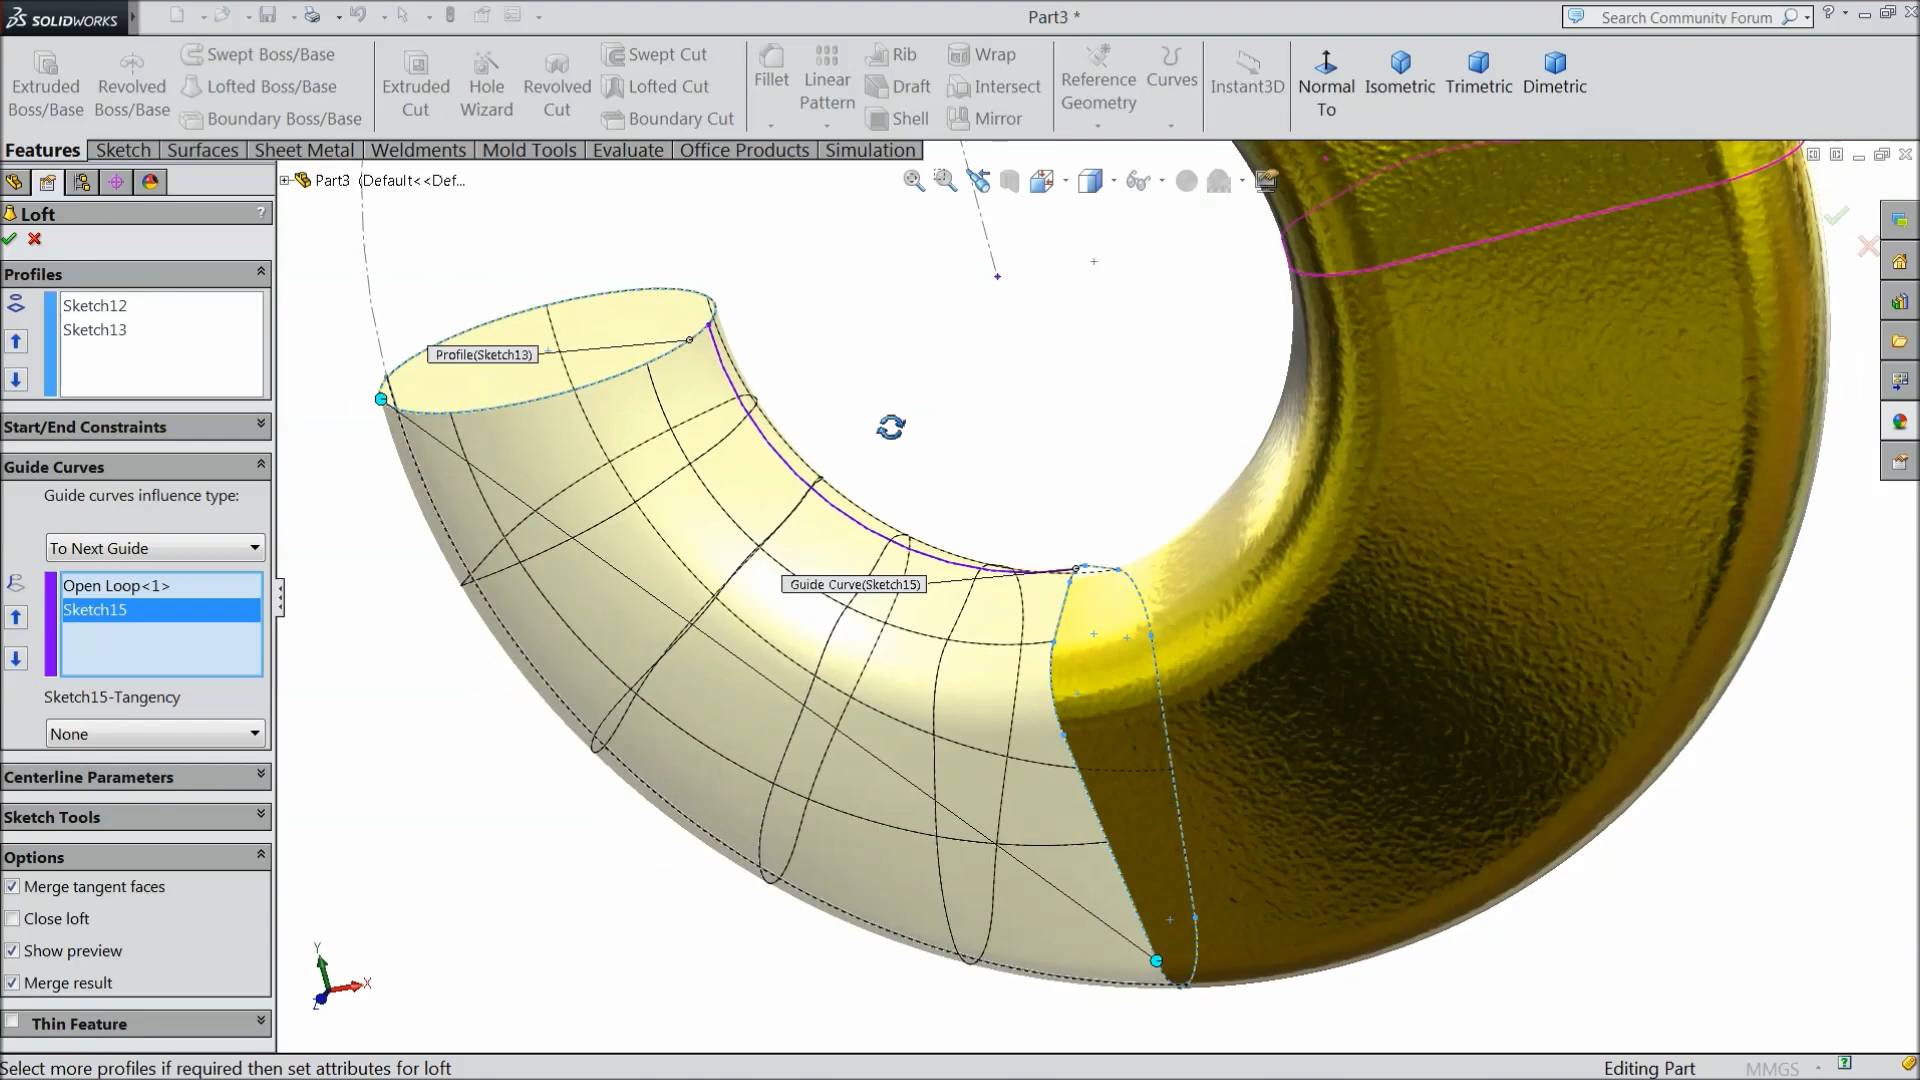 SOLIDWORKS
Part3 *
Search Community Forum
Extruded Boss/Base
Revolved Boss/Base
Swept Boss/Base
Lofted Boss/Base
Boundary Boss/Base
Extruded Cut
Hole Wizard
Revolved Cut
Swept Cut
Lofted Cut
Boundary Cut
Fillet
Linear Pattern
Rib
Draft
Shell
Wrap
Intersect
Mirror
Reference Geometry
Curves
Instant3D
Normal To
Isometric
Trimetric
Dimetric
Features
Sketch
Surfaces
Sheet Metal
Weldments
Mold Tools
Evaluate
Office Products
Simulation
Part3 (Default<<Def...
Loft
?
Profiles
Sketch12
Sketch13
Start/End Constraints
Guide Curves
Guide curves influence type:
To Next Guide
Open Loop<1>
Sketch15
Sketch15-Tangency
None
Centerline Parameters
Sketch Tools
Options
Merge tangent faces
Close loft
Show preview
Merge result
Thin Feature
Profile(Sketch13)
Guide Curve(Sketch15)
Y
X
Z
Select more profiles if required then set attributes for loft
Editing Part
MMGS